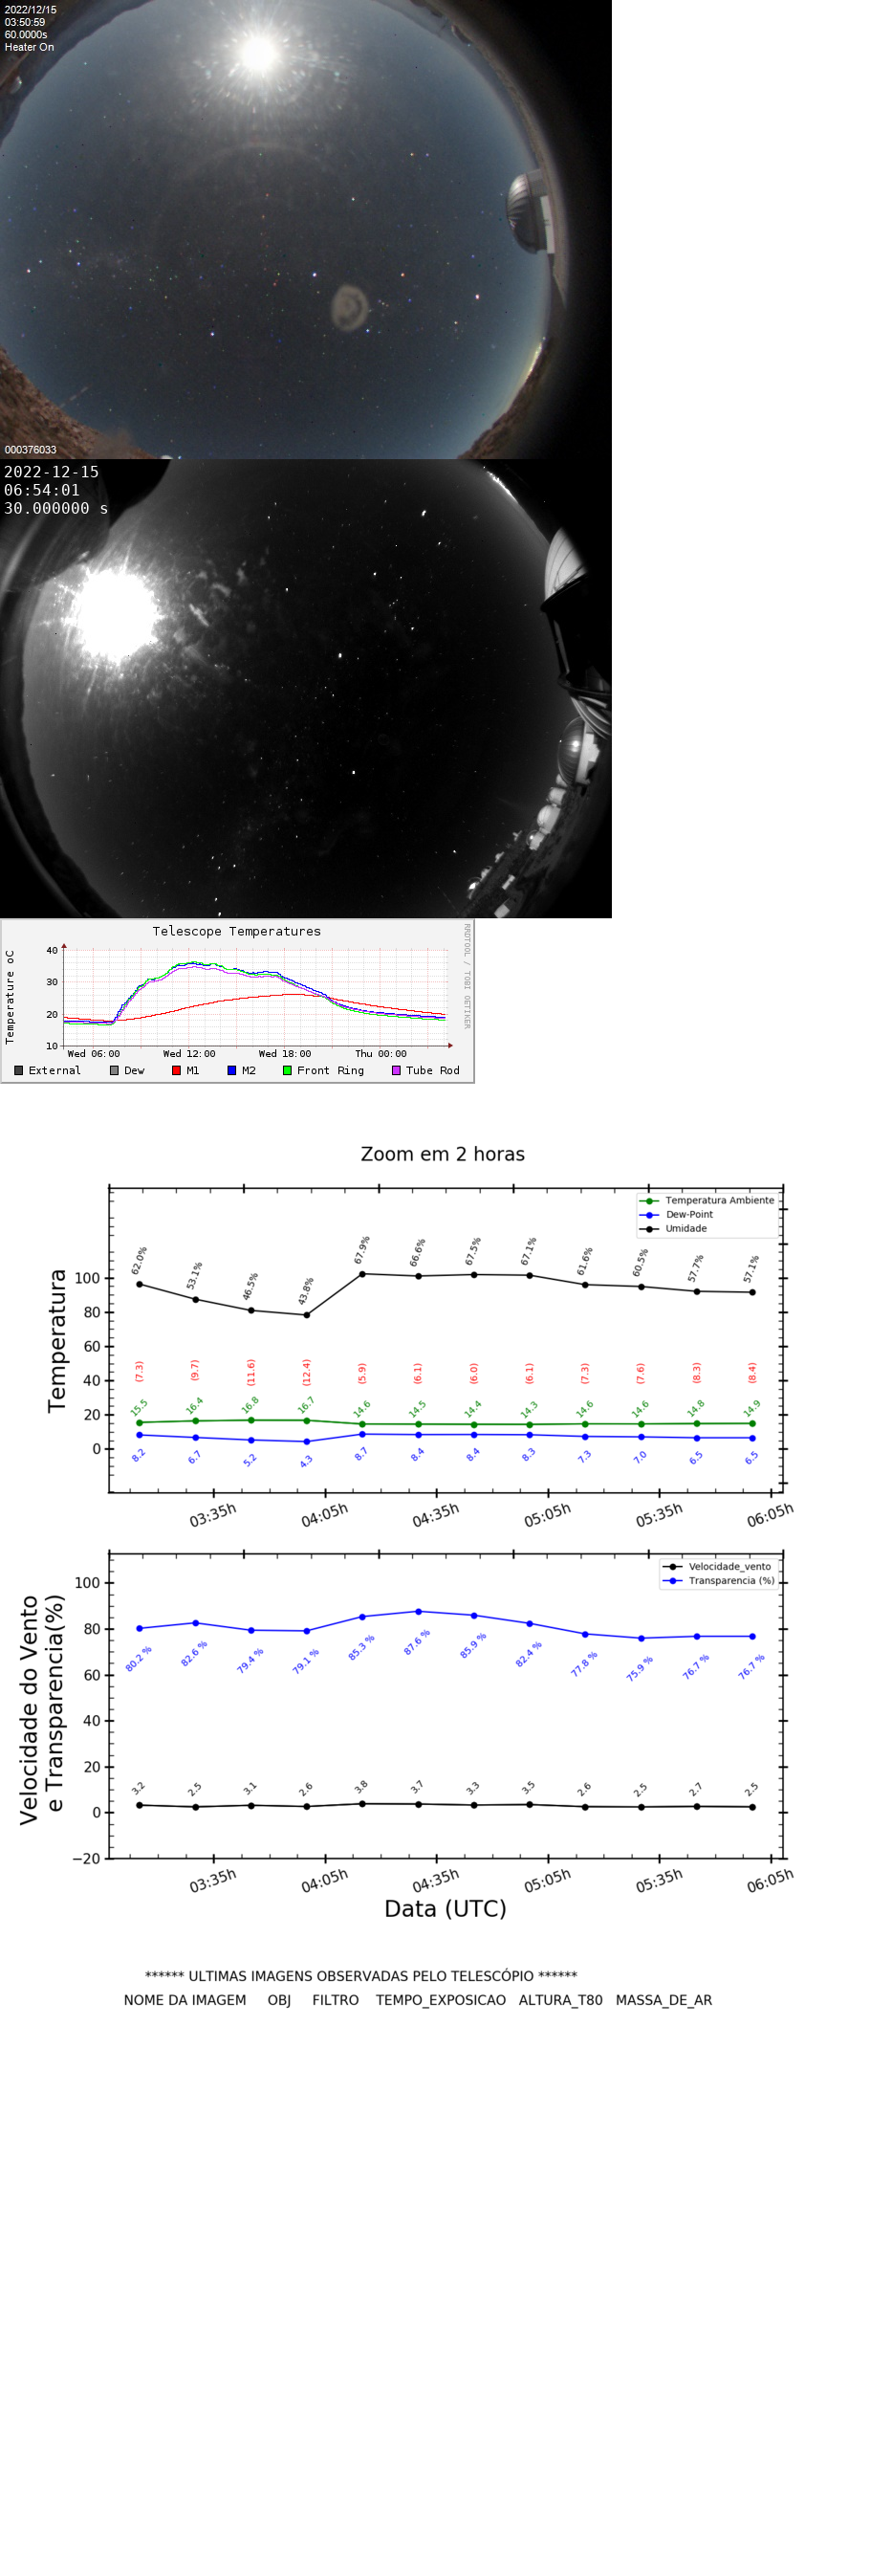 2022/12/15
03:50:59
60.0000s
Heater On
000376033
2022-12-15
06:54:01
30.000000 s
Telescope Temperatures
RRDTOOL / TOBI OETIKER
Temperature oC
40
30
20
10
Wed 06:00 Wed 12:00 Wed 18:00 Thu 00:00
External Dew M1 M2 Front Ring Tube Rod
Zoom em 2 horas
Temperatura Ambiente
Dew-Point
Umidade
Temperatura
100
80
60
40
20
0
62.0% 53.1% 46.5% 43.8% 67.9% 66.6% 67.5% 67.1% 61.6% 60.5% 57.7% 57.1%
(7.3) (9.7) (11.6) (12.4) (5.9) (6.1) (6.0) (6.1) (7.3) (7.6) (8.3) (8.4)
15.5 16.4 16.8 16.7 14.6 14.5 14.4 14.3 14.6 14.6 14.8 14.9
8.2 6.7 5.2 4.3 8.7 8.4 8.4 8.3 7.3 7.0 6.5 6.5
03:35h 04:05h 04:35h 05:05h 05:35h 06:05h
Velocidade_vento
Transparencia (%)
Velocidade do Vento
e Transparencia(%)
100
80
60
40
20
0
−20
80.2 % 82.6 % 79.4 % 79.1 % 85.3 % 87.6 % 85.9 % 82.4 % 77.8 % 75.9 % 76.7 % 76.7 %
3.2 2.5 3.1 2.6 3.8 3.7 3.3 3.5 2.6 2.5 2.7 2.5
03:35h 04:05h 04:35h 05:05h 05:35h 06:05h
Data (UTC)
****** ULTIMAS IMAGENS OBSERVADAS PELO TELESCÓPIO ******
NOME DA IMAGEM OBJ FILTRO TEMPO_EXPOSICAO ALTURA_T80 MASSA_DE_AR